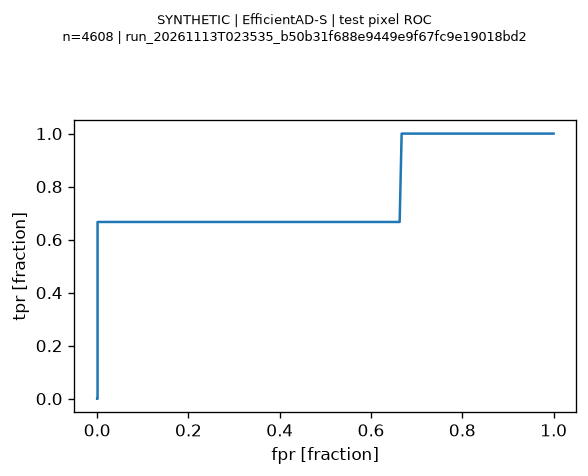 SYNTHETIC | EfficientAD-S | test pixel ROC
n=4608 | run_20261113T023535_b50b31f688e9449e9f67fc9e19018bd2
1.0
0.8
0.6
0.4
0.2
0.0
tpr [fraction]
0.0 0.2 0.4 0.6 0.8 1.0
fpr [fraction]